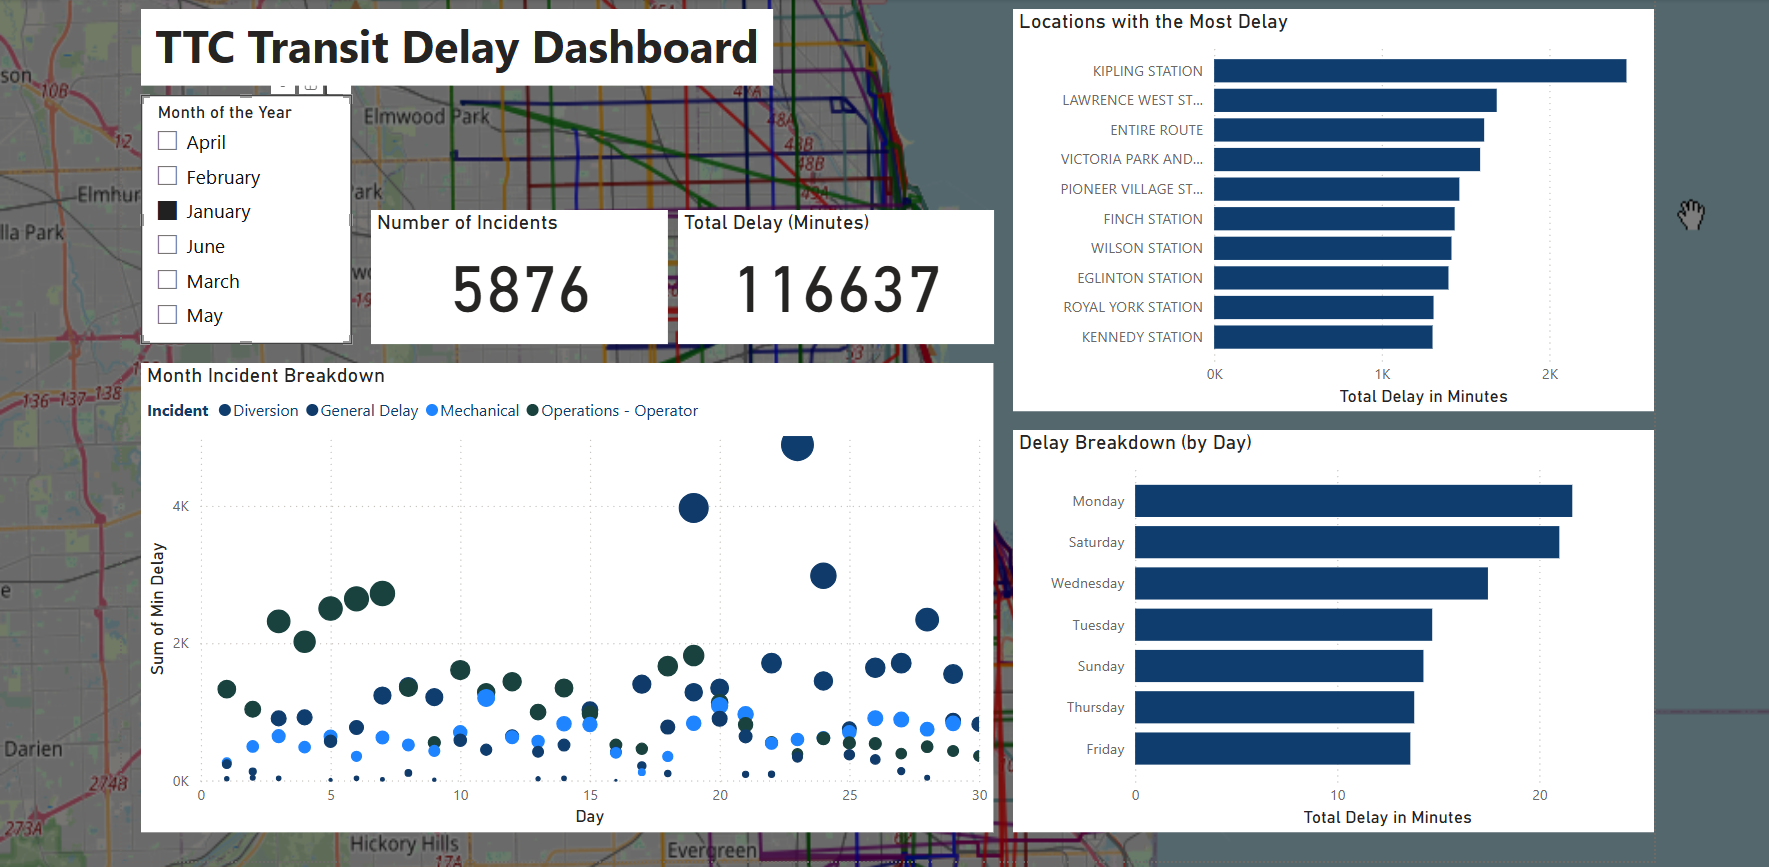 TTC Transit Delay Dashboard
Month of the Year
April
February
January
June
March
May
Number of Incidents
5876
Total Delay (Minutes)
116637
Month Incident Breakdown
Incident Diversion General Delay Mechanical Operations - Operator
Sum of Min Delay
4K
2K
0K
0 5 10 15 20 25 30
Day
Locations with the Most Delay
KIPLING STATION
LAWRENCE WEST ST...
ENTIRE ROUTE
VICTORIA PARK AND...
PIONEER VILLAGE ST...
FINCH STATION
WILSON STATION
EGLINTON STATION
ROYAL YORK STATION
KENNEDY STATION
0K 1K 2K
Total Delay in Minutes
Delay Breakdown (by Day)
Monday
Saturday
Wednesday
Tuesday
Sunday
Thursday
Friday
0 10 20
Total Delay in Minutes
son
10B
12
Elmhur
lla Park
136-137-138
e
Darien
274B
273A
Elmwood Park
47A
48A
48B
48B
49A
Park
53
Hickory Hills
17A
Evergreen